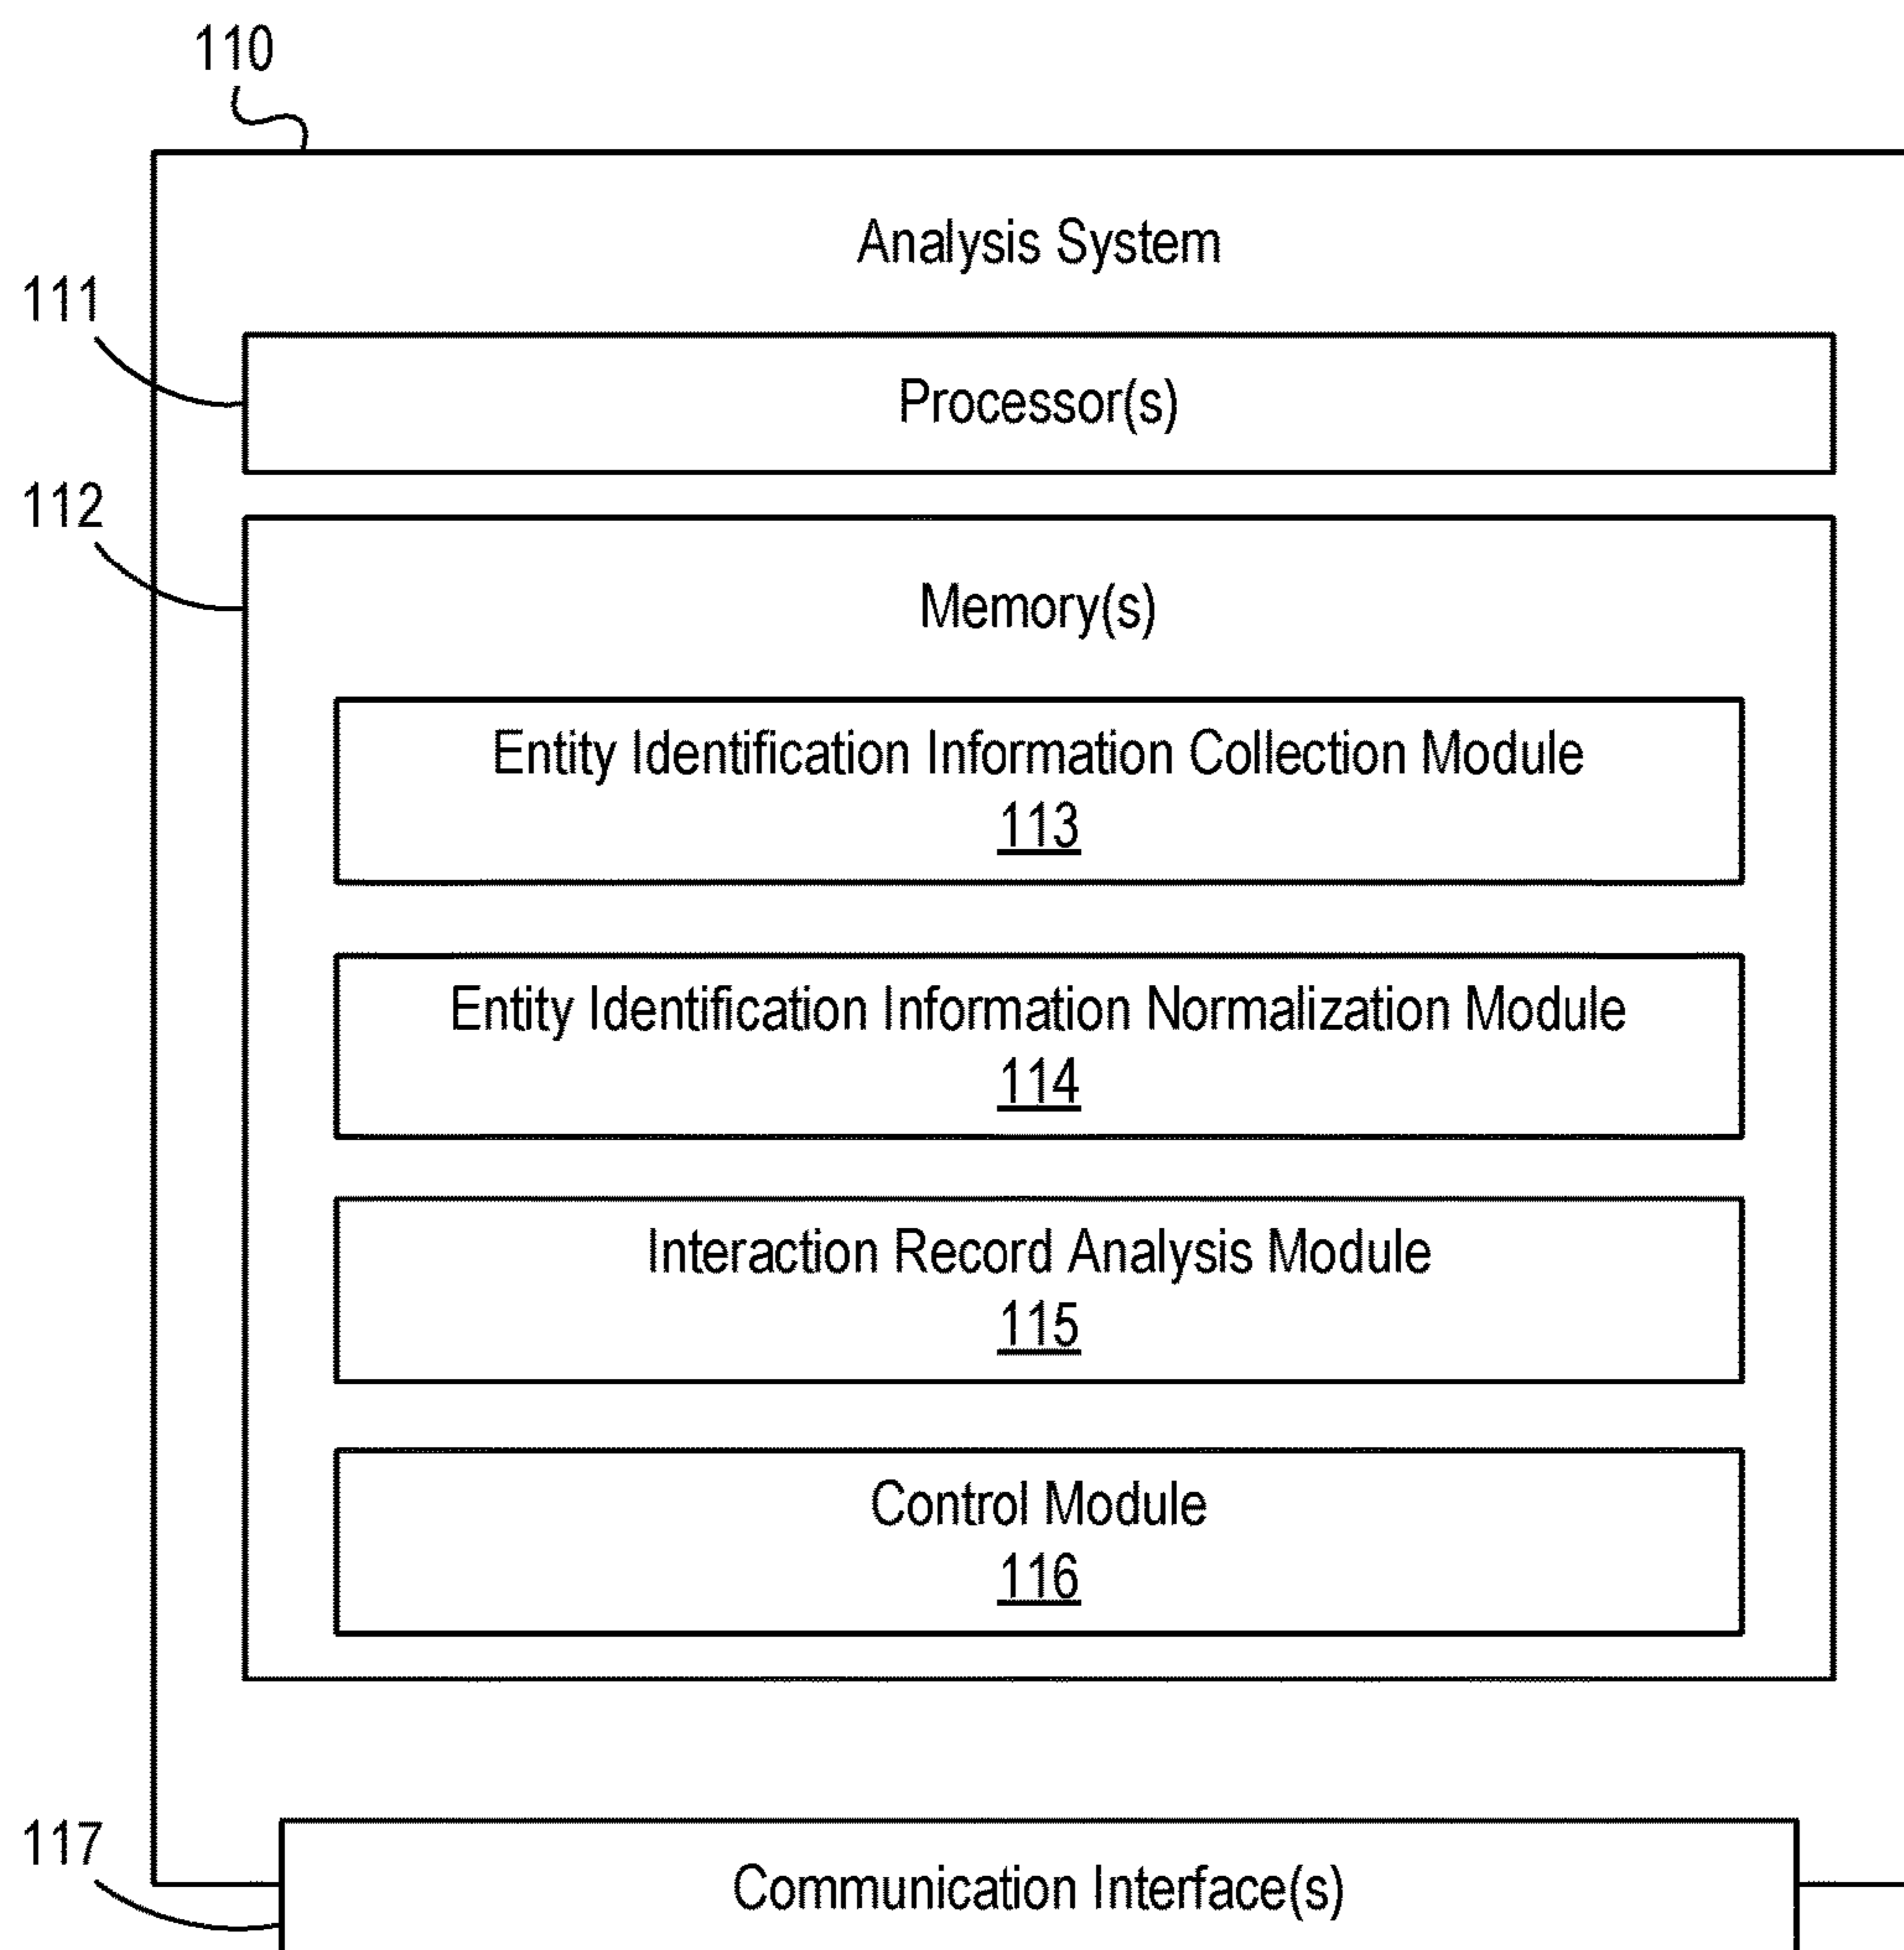 110
Analysis System
111
Processor(s)
112
Memory(s)
Entity Identification Information Collection Module
113
Entity Identification Information Normalization Module
114
Interaction Record Analysis Module
115
Control Module
116
117
Communication Interface(s)